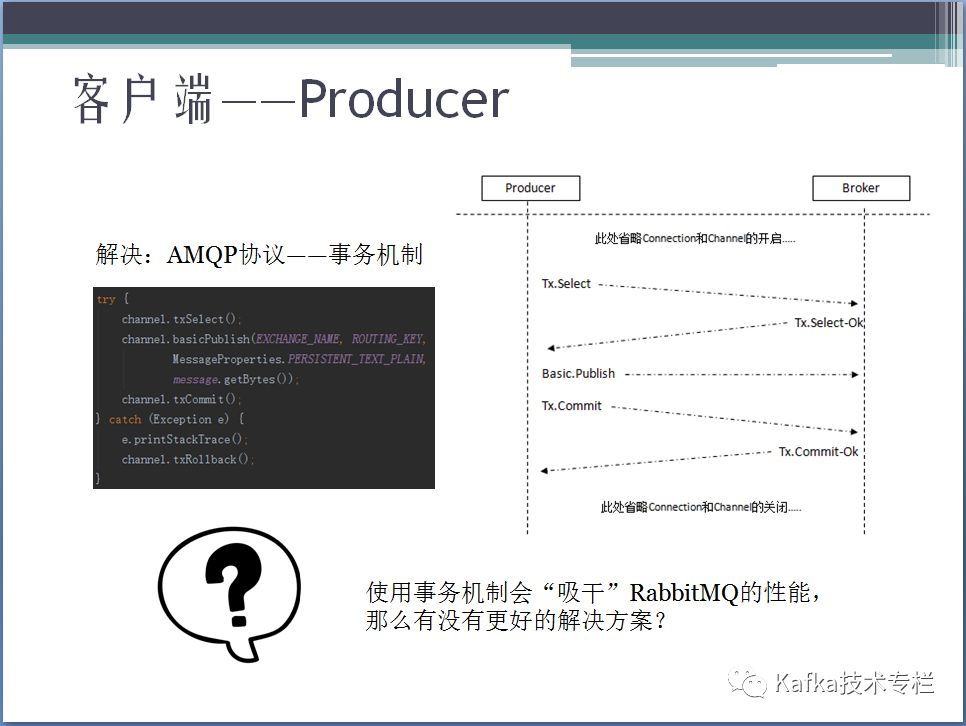 客户端——Producer
解决：AMQP协议——事务机制
try {
channel.txSelect();
channel.basicPublish(EXCHANGE_NAME, ROUTING_KEY,
MessageProperties.PERSISTENT_TEXT_PLAIN,
message.getBytes());
channel.txCommit();
} catch (Exception e) {
e.printStackTrace();
channel.txRollback();
}
Producer
Broker
此处省略Connection和Channel的开启.....
Tx.Select
Tx.Select-Ok
Basic.Publish
Tx.Commit
Tx.Commit-Ok
此处省略Connection和Channel的关闭.....
?
使用事务机制会“吸干”RabbitMQ的性能，
那么有没有更好的解决方案？
Kafka技术专栏